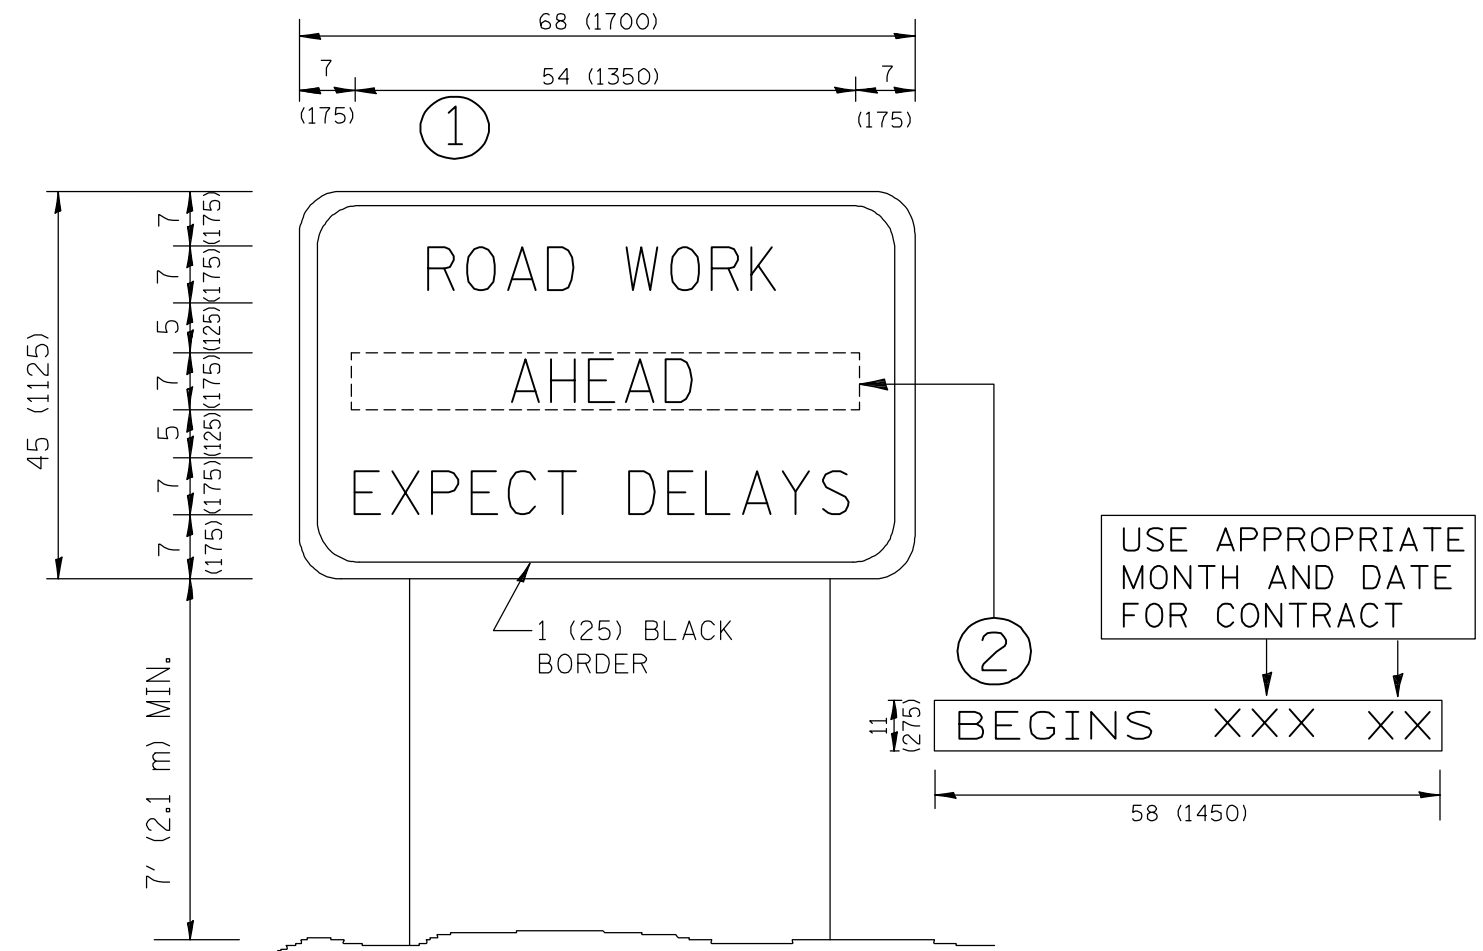 68 (1700)
7
54 (1350)
7
(175)
(175)
1
7
(175)
7
(175)
5
(125)
7
(175)
5
(125)
7
(175)
7
(175)
45 (1125)
ROAD WORK
AHEAD
EXPECT DELAYS
1 (25) BLACK
BORDER
7' (2.1 m) MIN.
USE APPROPRIATE
MONTH AND DATE
FOR CONTRACT
2
11
(275)
BEGINS XXX XX
58 (1450)